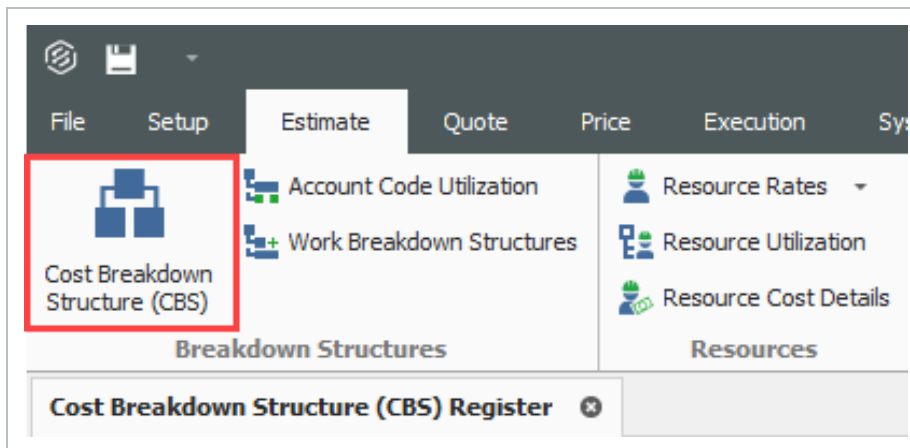 File Setup Estimate Quote Price Execution Sys
Cost Breakdown
Structure (CBS)
Account Code Utilization
Work Breakdown Structures
Breakdown Structures
Resource Rates
Resource Utilization
Resource Cost Details
Resources
Cost Breakdown Structure (CBS) Register